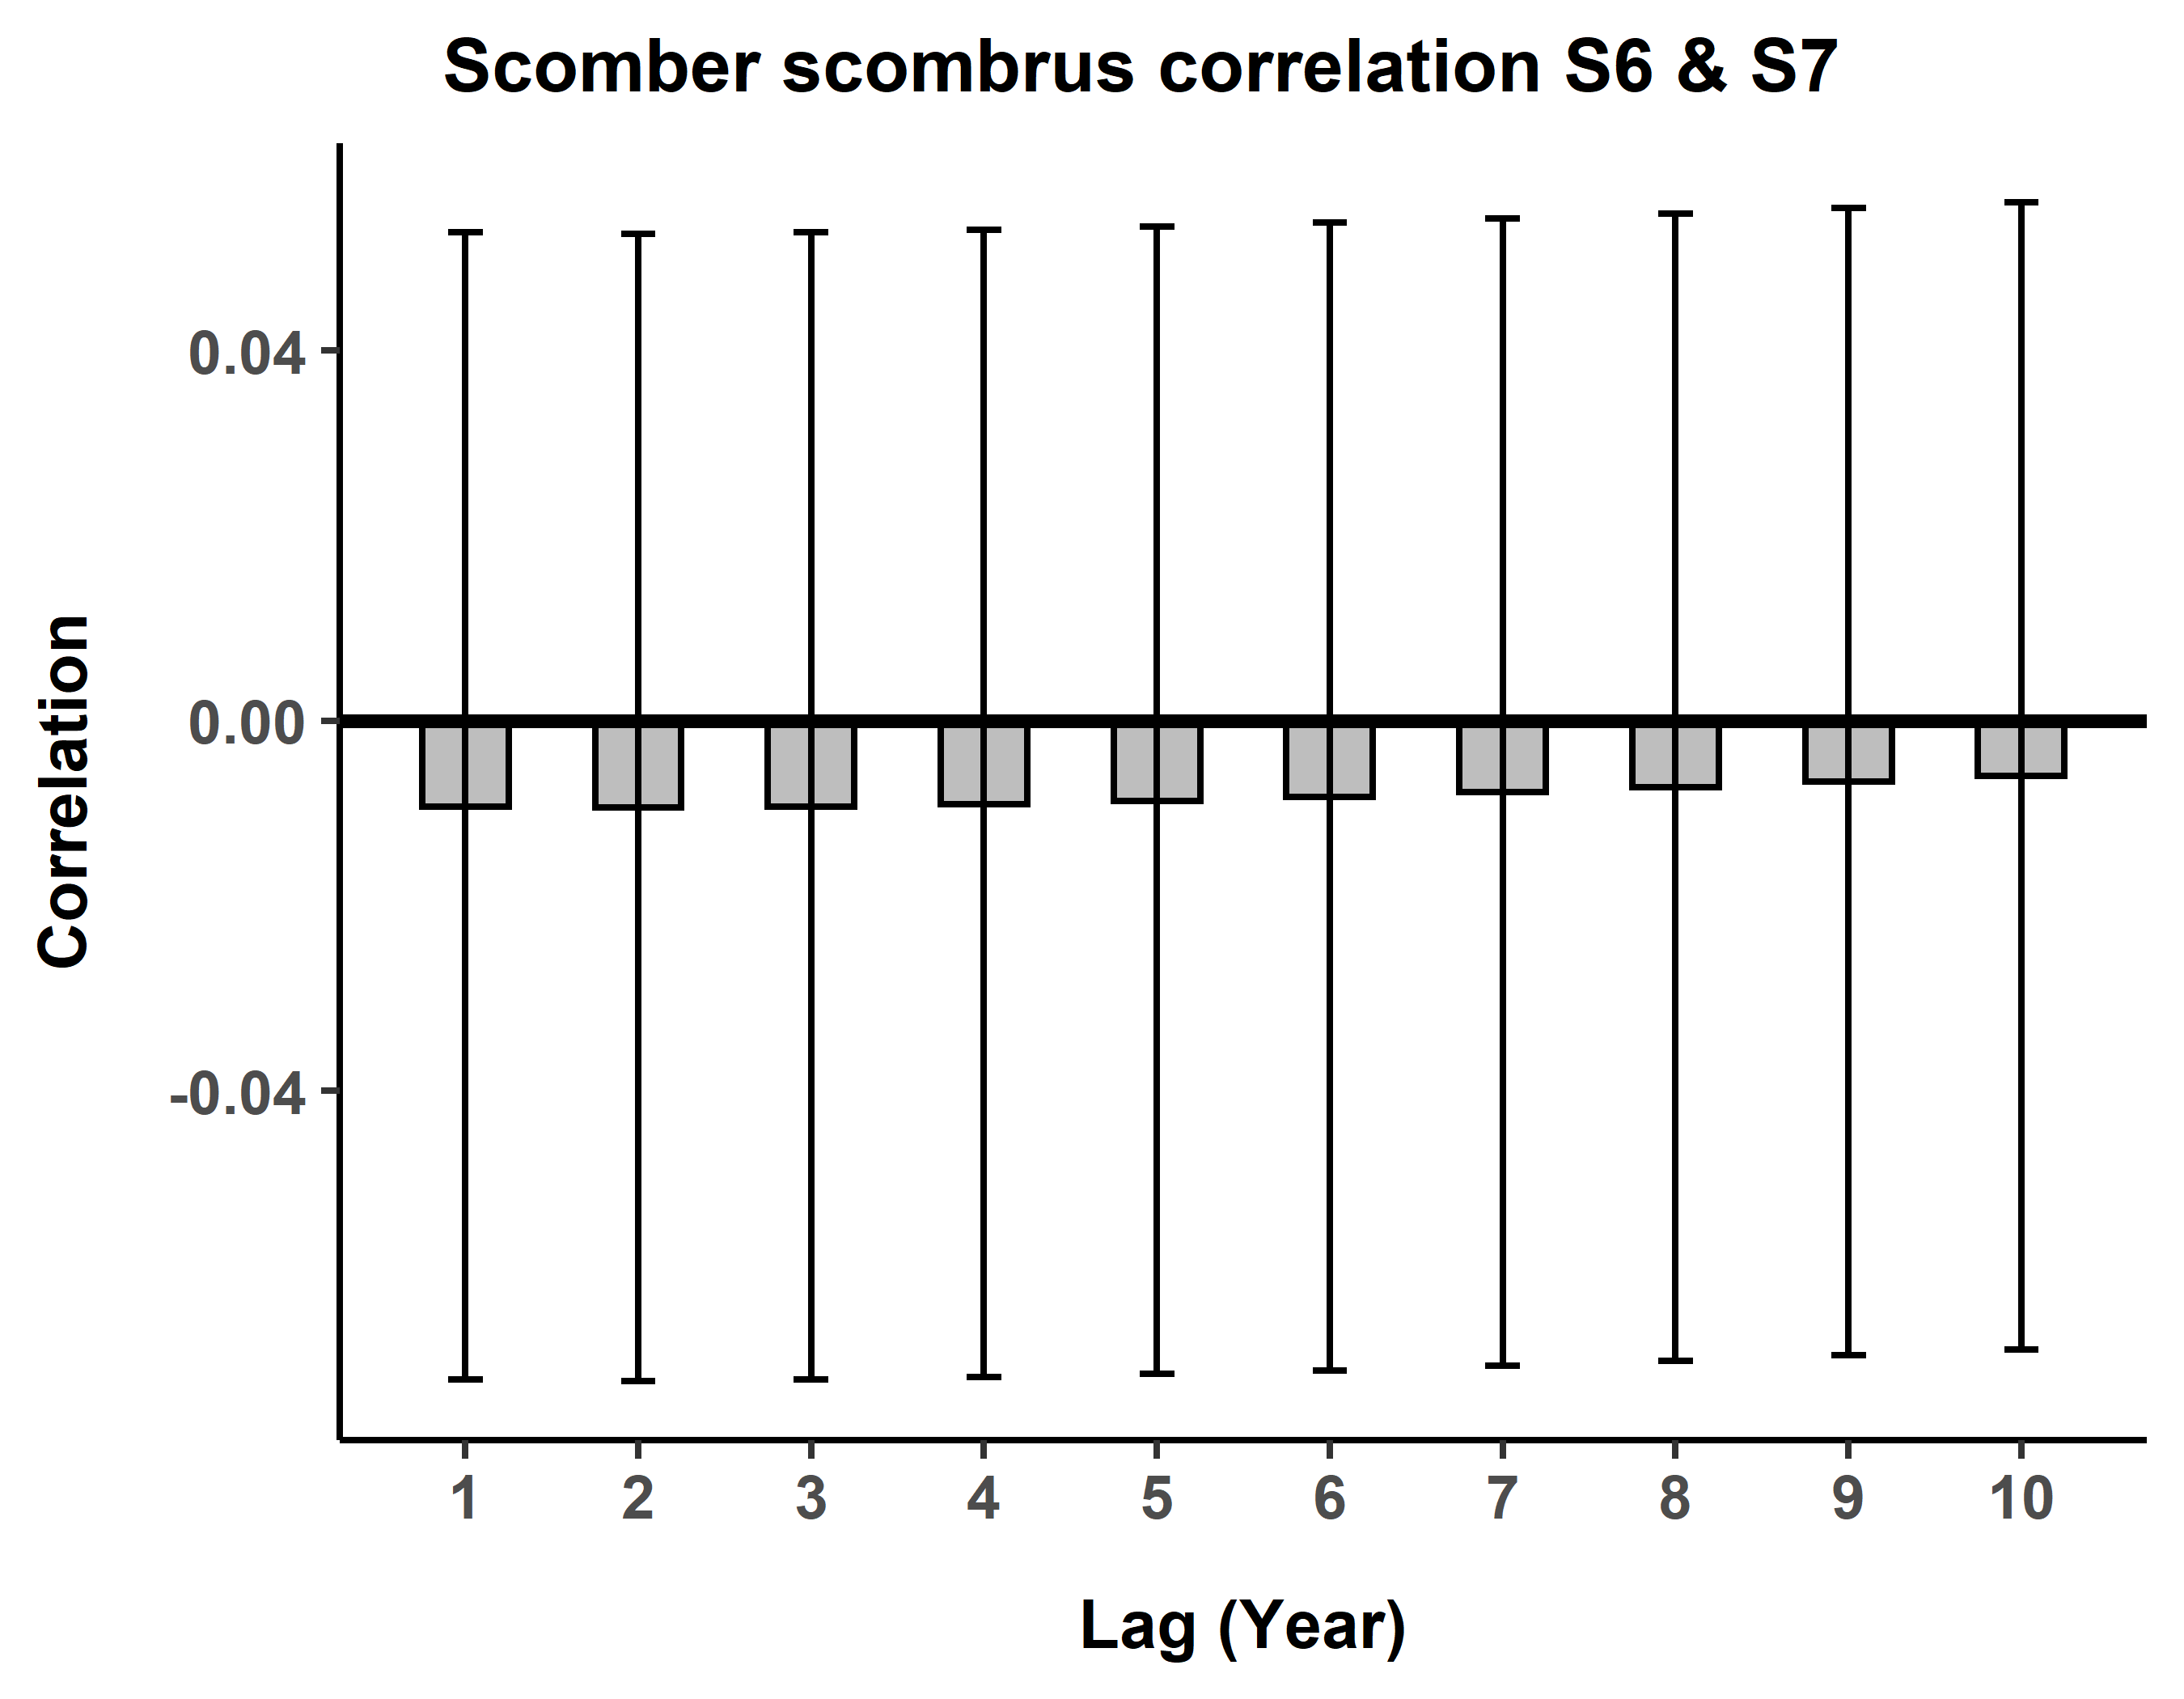 Scomber scombrus correlation S6 & S7
Correlation
0.04
0.00
-0.04
1 2 3 4 5 6 7 8 9 10
Lag (Year)